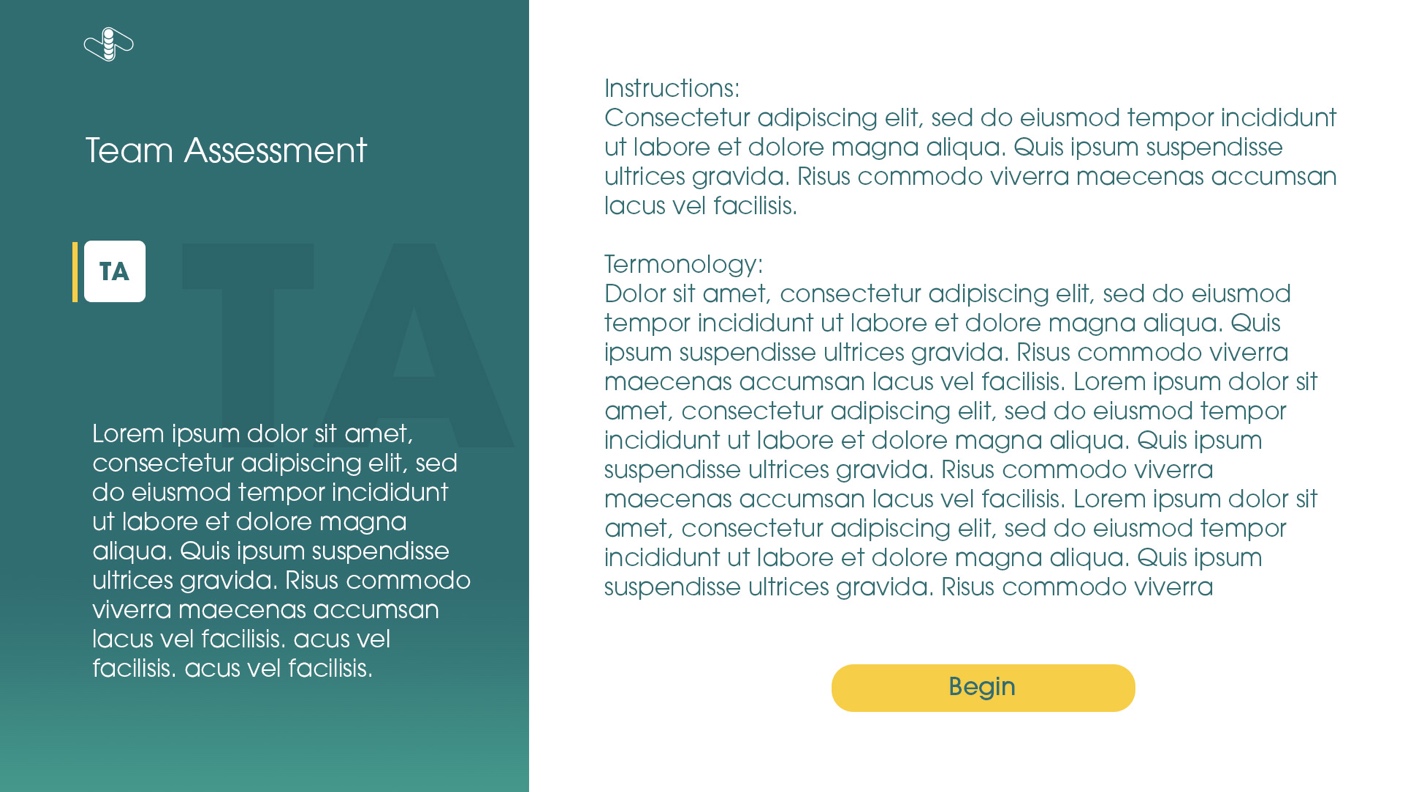 Team Assessment
TA
TA
Lorem ipsum dolor sit amet,
consectetur adipiscing elit, sed
do eiusmod tempor incididunt
ut labore et dolore magna
aliqua. Quis ipsum suspendisse
ultrices gravida. Risus commodo
viverra maecenas accumsan
lacus vel facilisis. acus vel
facilisis. acus vel facilisis.
Instructions:
Consectetur adipiscing elit, sed do eiusmod tempor incididunt
ut labore et dolore magna aliqua. Quis ipsum suspendisse
ultrices gravida. Risus commodo viverra maecenas accumsan
lacus vel facilisis.
Termonology:
Dolor sit amet, consectetur adipiscing elit, sed do eiusmod
tempor incididunt ut labore et dolore magna aliqua. Quis
ipsum suspendisse ultrices gravida. Risus commodo viverra
maecenas accumsan lacus vel facilisis. Lorem ipsum dolor sit
amet, consectetur adipiscing elit, sed do eiusmod tempor
incididunt ut labore et dolore magna aliqua. Quis ipsum
suspendisse ultrices gravida. Risus commodo viverra
maecenas accumsan lacus vel facilisis. Lorem ipsum dolor sit
amet, consectetur adipiscing elit, sed do eiusmod tempor
incididunt ut labore et dolore magna aliqua. Quis ipsum
suspendisse ultrices gravida. Risus commodo viverra
Begin